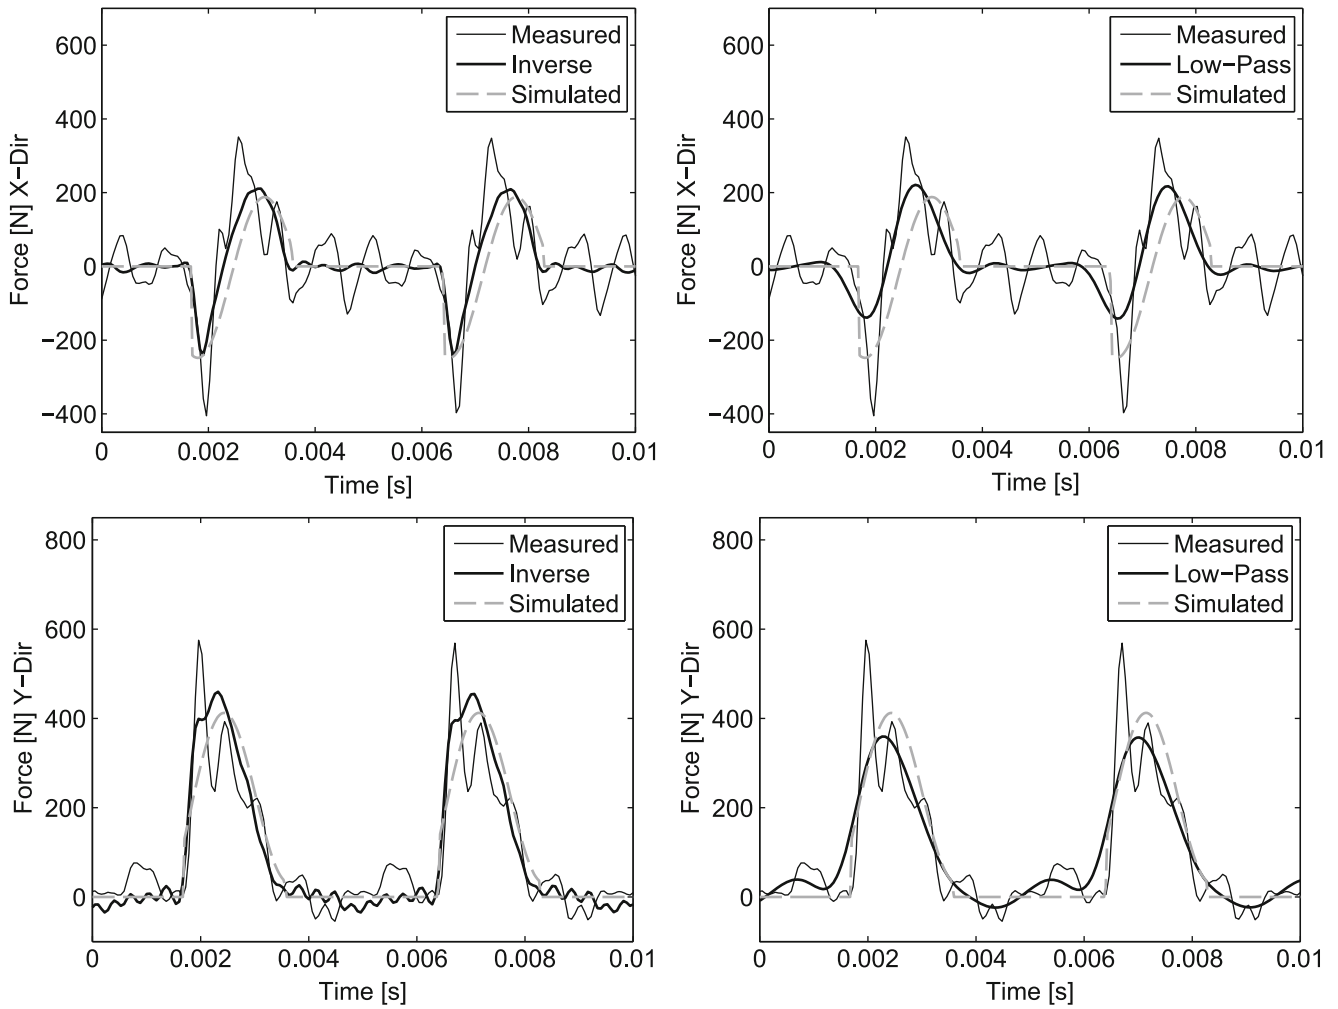 600
400
200
0
−200
−400
Force [N] X−Dir
Measured
Inverse
Simulated
0
0.002
0.004
0.006
0.008
0.01
Time [s]
600
400
200
0
−200
−400
Force [N] X−Dir
Measured
Low−Pass
Simulated
0
0.002
0.004
0.006
0.008
0.01
Time [s]
800
600
400
200
0
Force [N] Y−Dir
Measured
Inverse
Simulated
0
0.002
0.004
0.006
0.008
0.01
Time [s]
800
600
400
200
0
Force [N] Y−Dir
Measured
Low−Pass
Simulated
0
0.002
0.004
0.006
0.008
0.01
Time [s]